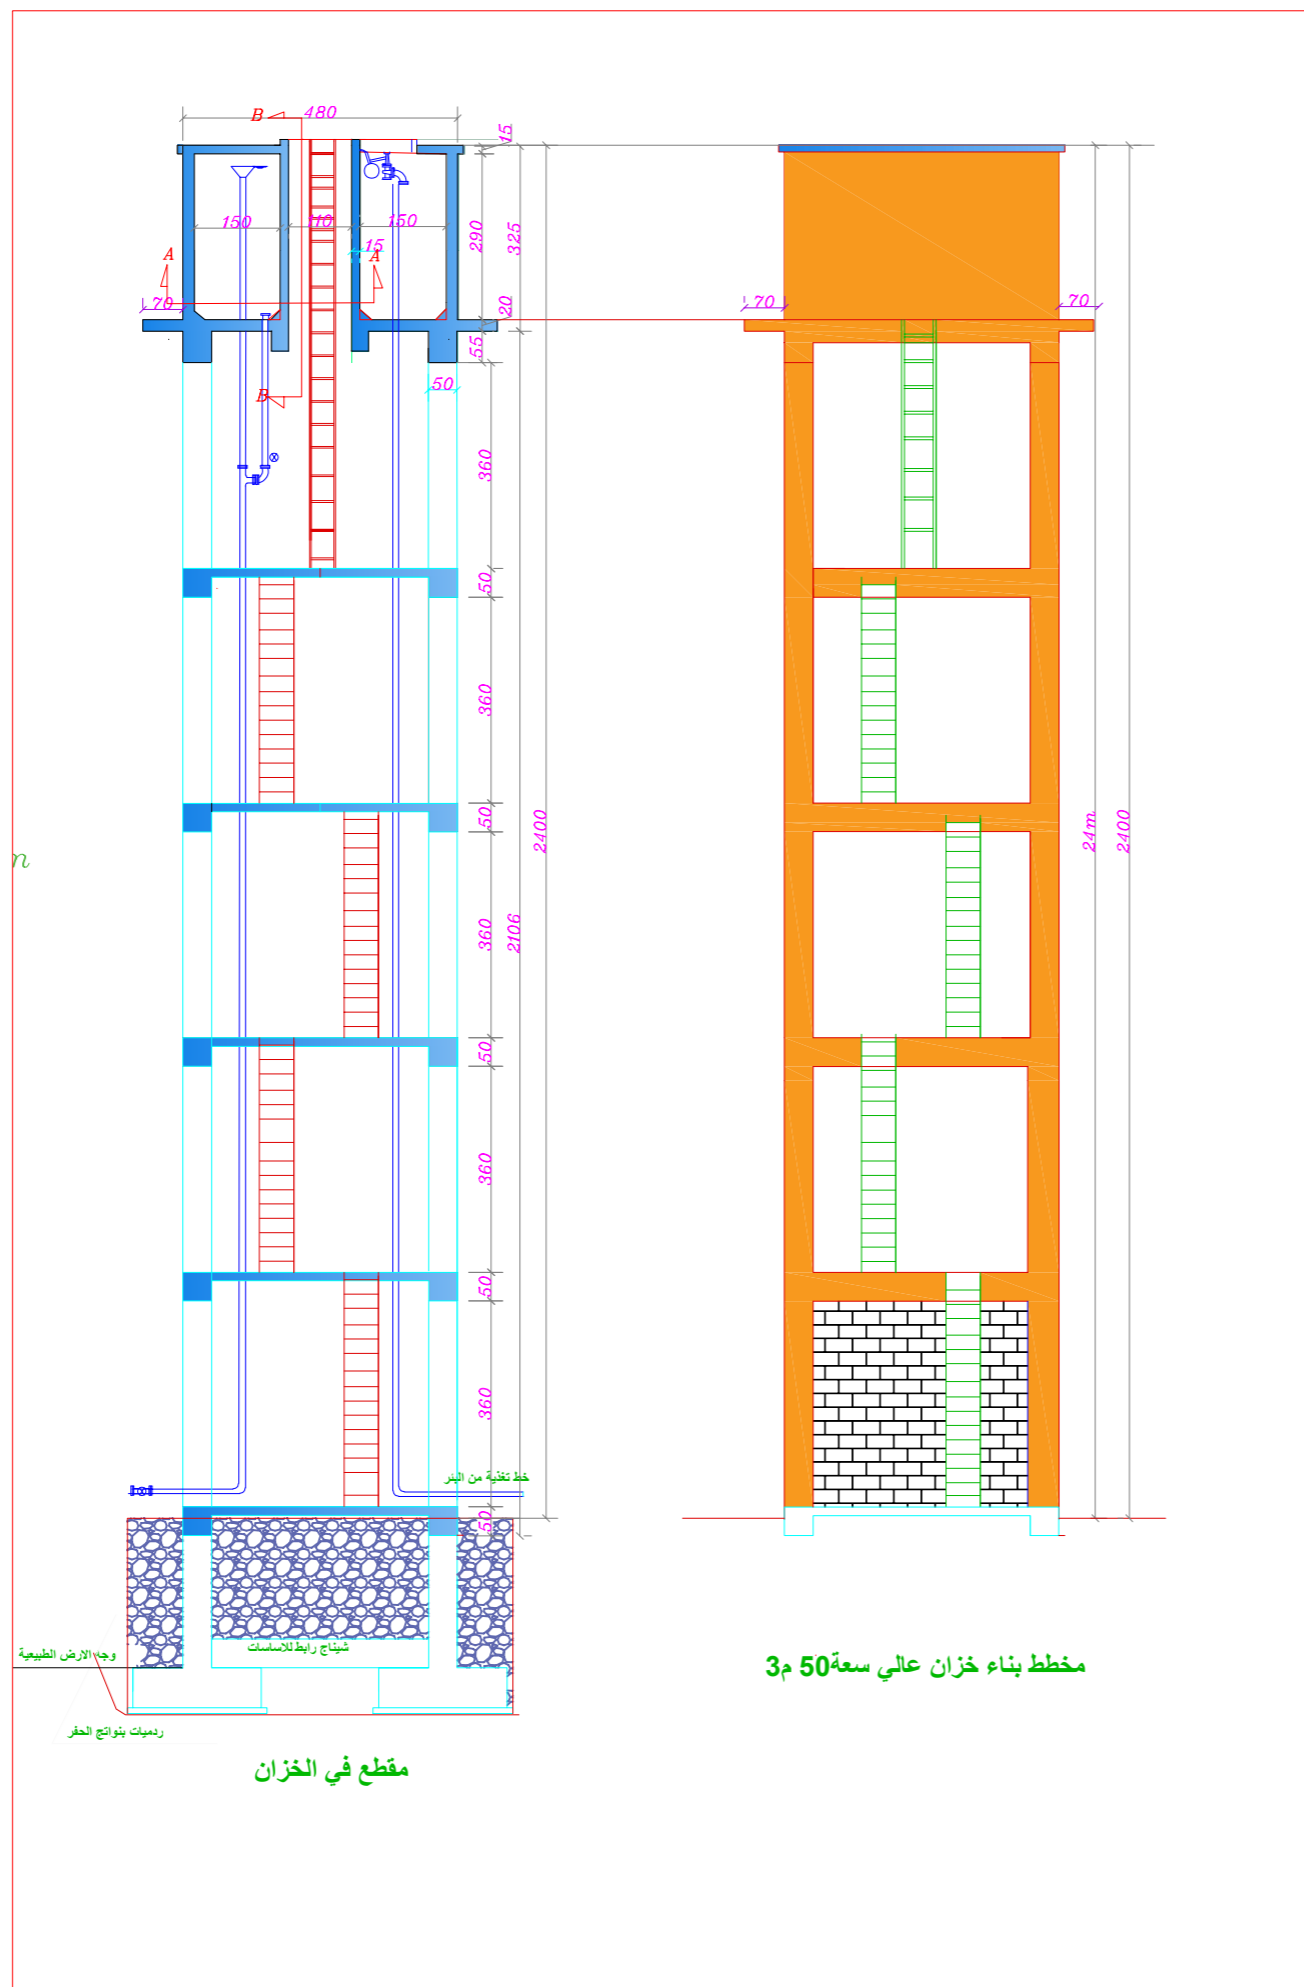 B
480
15
150
110
150
290
325
15
A
A
70
70
70
20
55
50
B
360
50
360
50
2400
24m
2400
n
360
2106
50
360
50
360
خط تغذية من البئر
50
شيناج رابط للاساسات
وجه الارض الطبيعية
مخطط بناء خزان عالي سعة50 م3
ردميات بنواتج الحفر
مقطع في الخزان